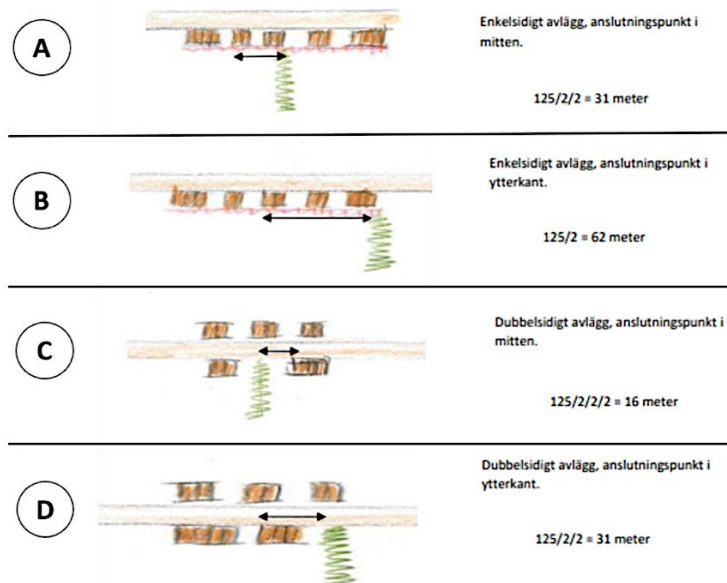 A
Enkelsidigt avlägg, anslutningspunkt i
mitten.
125/2/2 = 31 meter
B
Enkelsidigt avlägg, anslutningspunkt i
ytterkant.
125/2 = 62 meter
C
Dubbelsidigt avlägg, anslutningspunkt i
mitten.
125/2/2/2 = 16 meter
D
Dubbelsidigt avlägg, anslutningspunkt i
ytterkant.
125/2/2 = 31 meter